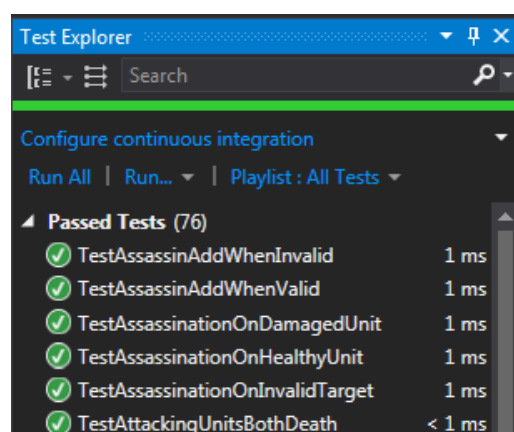 Test Explorer
Search
Configure continuous integration
Run All | Run... | Playlist : All Tests
Passed Tests (76)
TestAssassinAddWhenInvalid 1 ms
TestAssassinAddWhenValid 1 ms
TestAssassinationOnDamagedUnit 1 ms
TestAssassinationOnHealthyUnit 1 ms
TestAssassinationOnInvalidTarget 1 ms
TestAttackingUnitsBothDeath < 1 ms